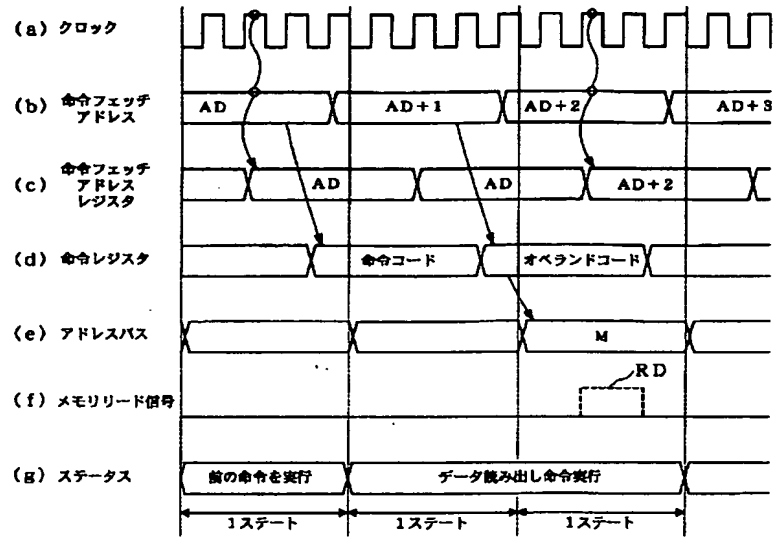 (a) クロック
(b) 命令フェッチ
アドレス
AD
AD+1
AD+2
AD+3
(c) 命令フェッチ
アドレス
レジスタ
AD
AD
AD+2
(d) 命令レジスタ
命令コード
オペランドコード
(e) アドレスバス
M
(f) メモリリード信号
RD
(g) ステータス
前の命令を実行
データ読み出し命令実行
1ステート
1ステート
1ステート